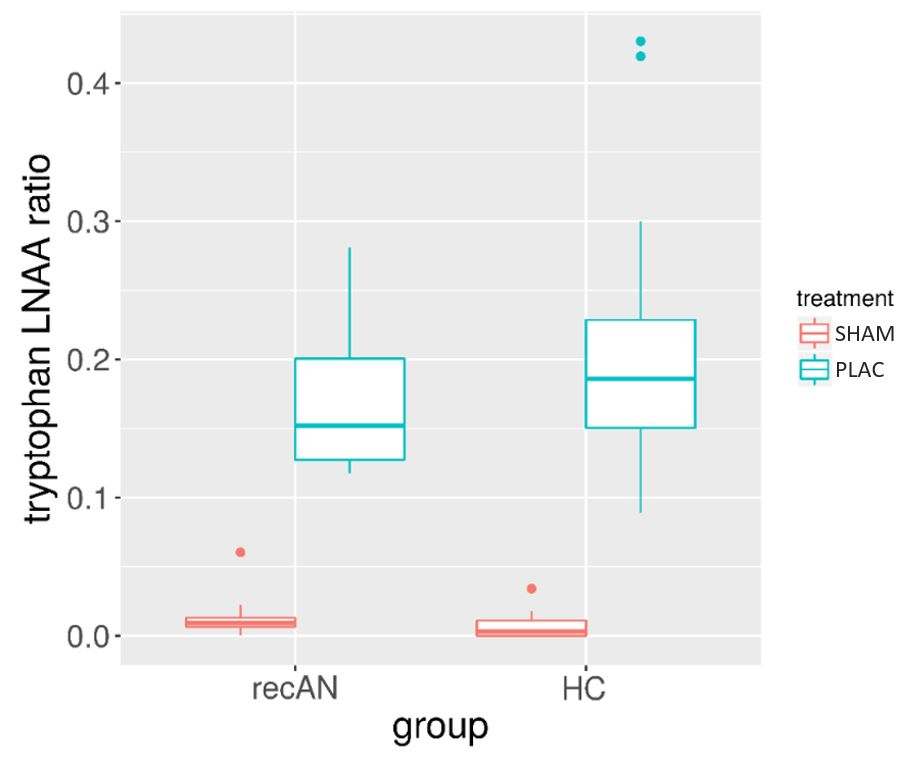 tryptophan LNAA ratio
0.4
0.3
0.2
0.1
0.0
recAN HC
group
treatment
SHAM
PLAC